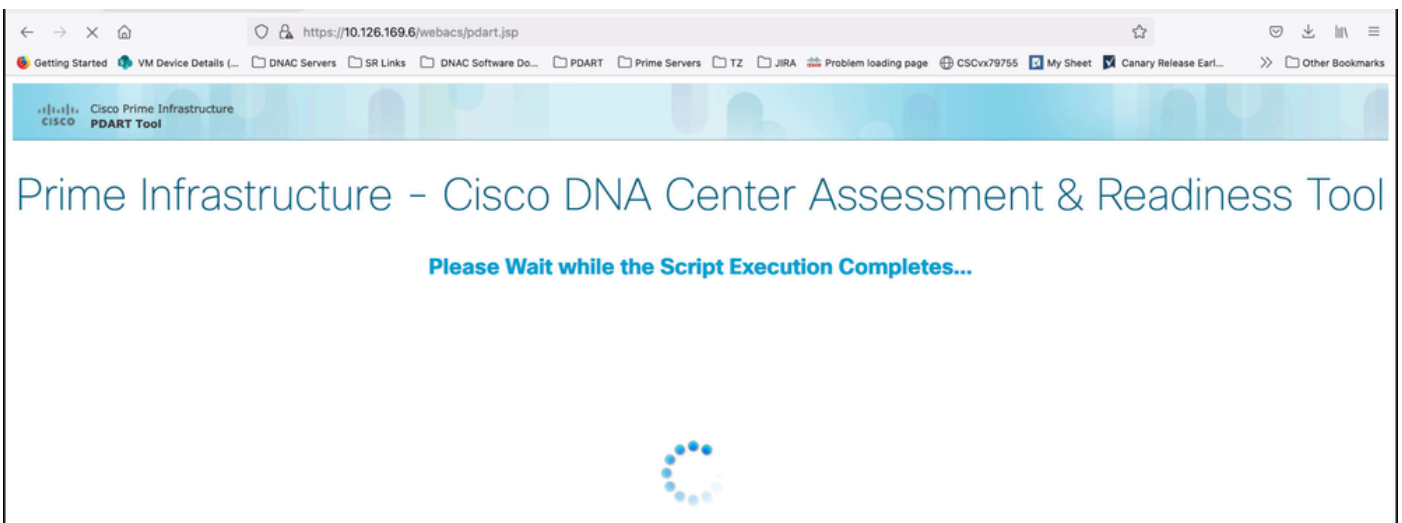 https://10.126.169.6/webacs/pdart.jsp
Getting Started VM Device Details (... DNAC Servers SR Links DNAC Software Do... PDART Prime Servers TZ JIRA Problem loading page CSCvx79755 My Sheet Canary Release Earl... Other Bookmarks
cisco Cisco Prime Infrastructure
PDART Tool
Prime Infrastructure - Cisco DNA Center Assessment & Readiness Tool
Please Wait while the Script Execution Completes...